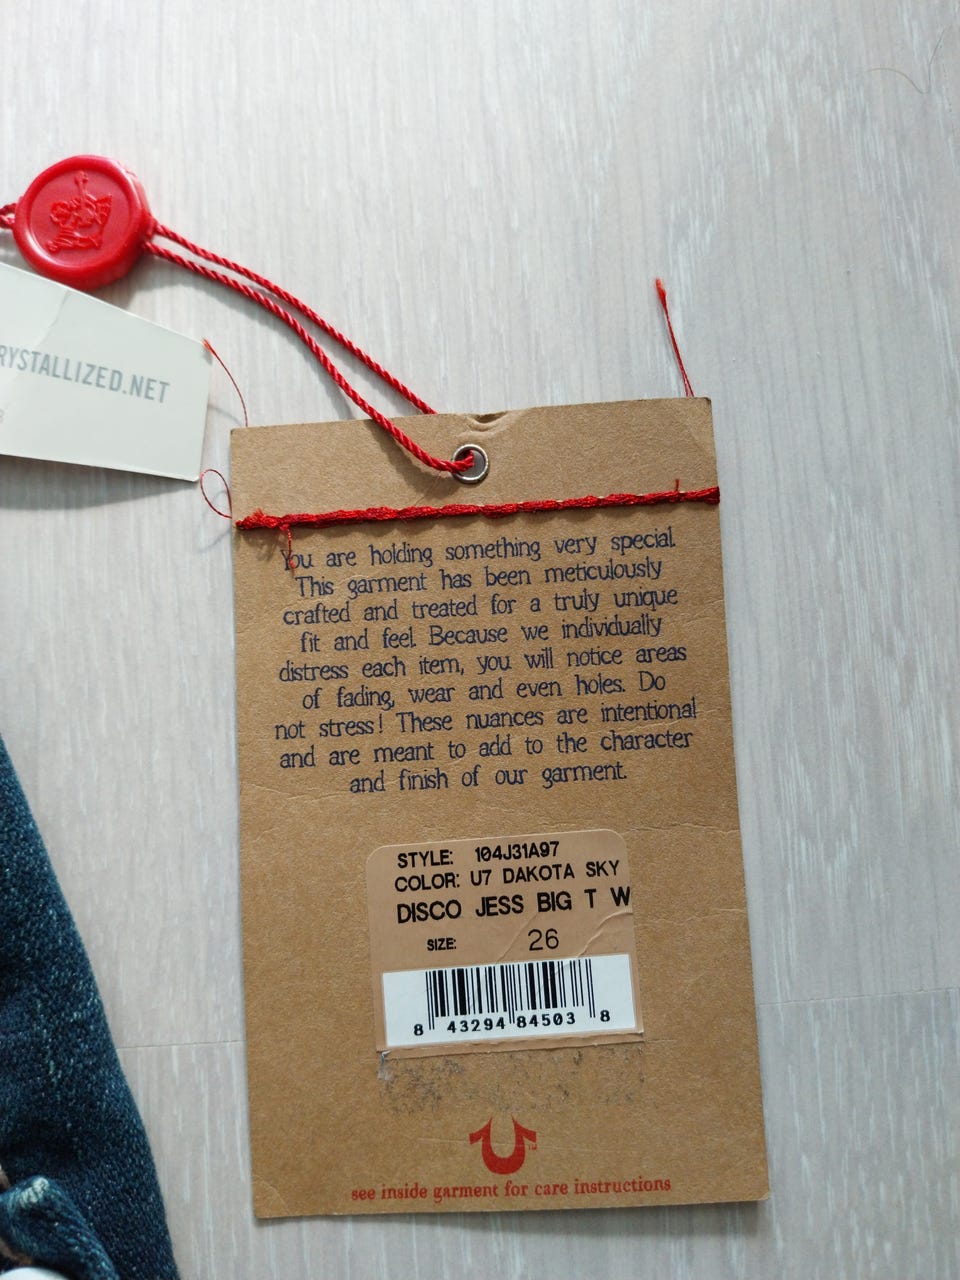 RYSTALLIZED.NET
You are holding something very special.
This garment has been meticulously
crafted and treated for a truly unique
fit and feel. Because we individually
distress each item, you will notice areas
of fading, wear and even holes. Do
not stress! These nuances are intentional
and are meant to add to the character
and finish of our garment.
STYLE: 104J31A97
COLOR: U7 DAKOTA SKY
DISCO JESS BIG T W
SIZE: 26
8 43294 84503 8
TM
see inside garment for care instructions